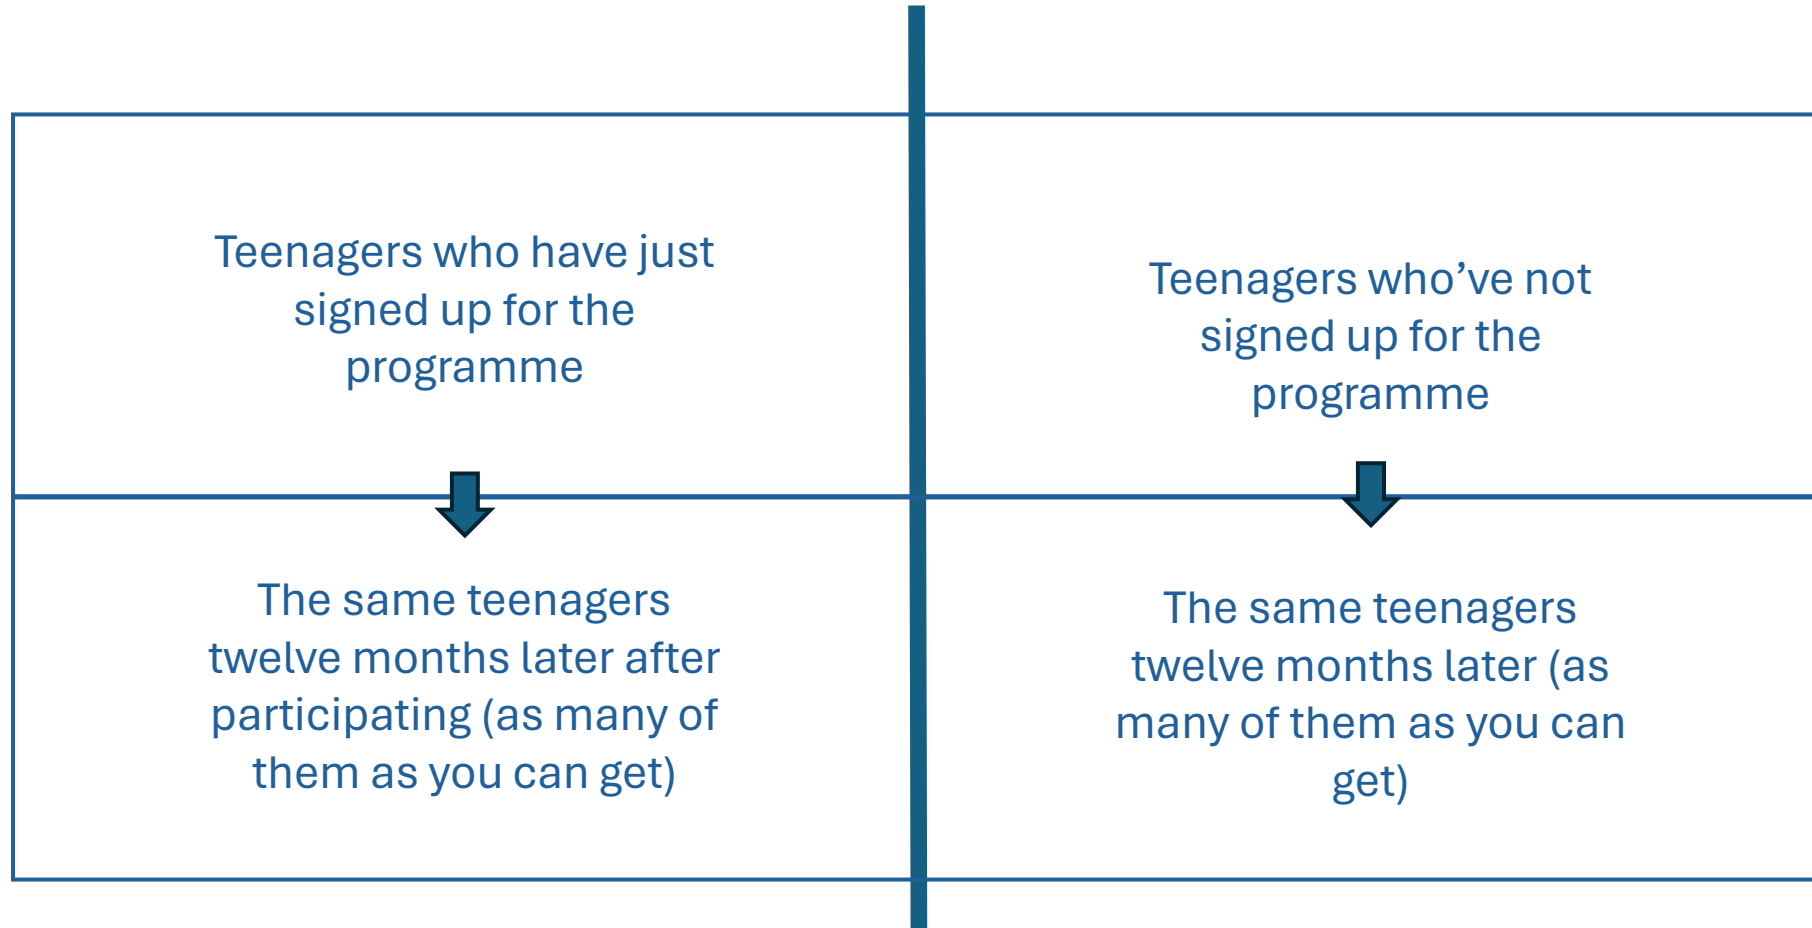 Teenagers who have just
signed up for the
programme
Teenagers who’ve not
signed up for the
programme
The same teenagers
twelve months later after
participating (as many of
them as you can get)
The same teenagers
twelve months later (as
many of them as you can
get)